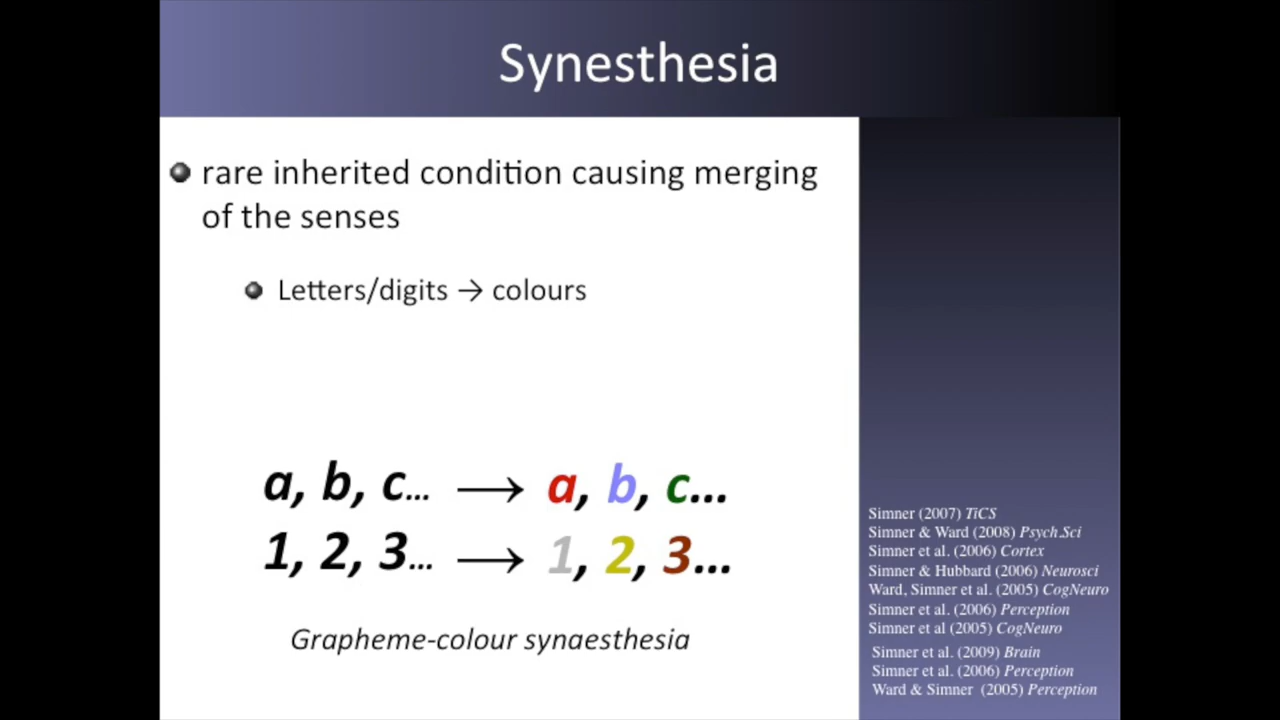 Synesthesia
rare inherited condition causing merging
of the senses
Letters/digits → colours
a, b, c... → a, b, c...
1, 2, 3... → 1, 2, 3...
Grapheme-colour synaesthesia
Simner (2007) TiCS
Simner & Ward (2008) Psych.Sci
Simner et al. (2006) Cortex
Simner & Hubbard (2006) Neurosci
Ward, Simner et al. (2005) CogNeuro
Simner et al. (2006) Perception
Simner et al (2005) CogNeuro
Simner et al. (2009) Brain
Simner et al. (2006) Perception
Ward & Simner (2005) Perception